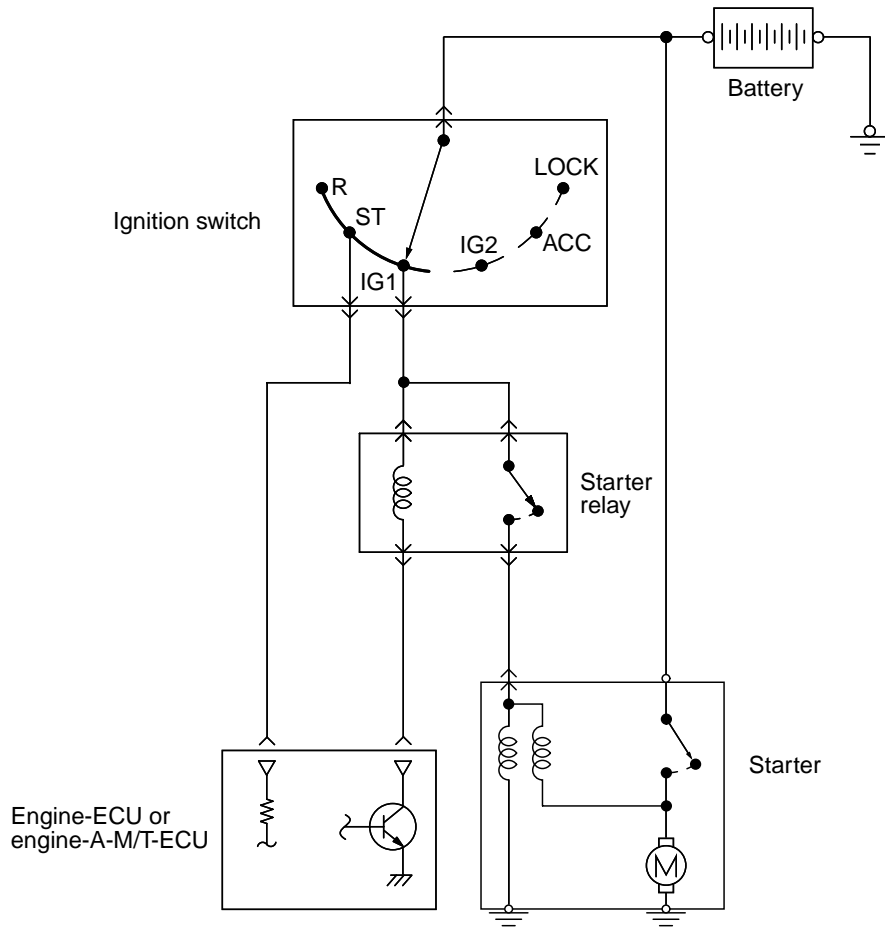 Battery
Ignition switch
R
ST
IG1
IG2
ACC
LOCK
Starter
relay
Starter
Engine-ECU or
engine-A-M/T-ECU
M